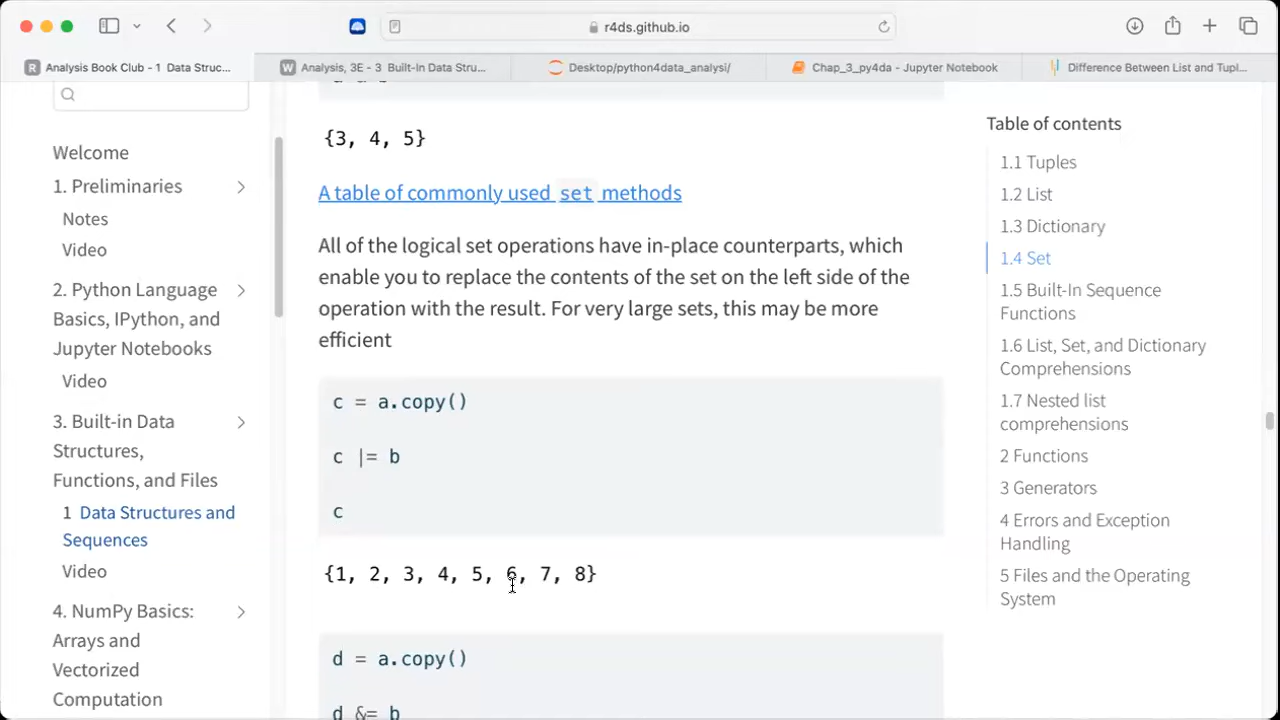 r4ds.github.io
Analysis Book Club - 1 Data Struc...
Analysis, 3E - 3 Built-In Data Stru...
Desktop/python4data_analysi/
Chap_3_py4da - Jupyter Notebook
Difference Between List and Tupl...
Welcome
1. Preliminaries
Notes
Video
2. Python Language
Basics, IPython, and
Jupyter Notebooks
Video
3. Built-in Data
Structures,
Functions, and Files
1 Data Structures and
Sequences
Video
4. NumPy Basics:
Arrays and
Vectorized
Computation
{3, 4, 5}
A table of commonly used set methods
All of the logical set operations have in-place counterparts, which
enable you to replace the contents of the set on the left side of the
operation with the result. For very large sets, this may be more
efficient
c = a.copy()
c |= b
c
{1, 2, 3, 4, 5, 6, 7, 8}
d = a.copy()
d &= b
Table of contents
1.1 Tuples
1.2 List
1.3 Dictionary
1.4 Set
1.5 Built-In Sequence
Functions
1.6 List, Set, and Dictionary
Comprehensions
1.7 Nested list
comprehensions
2 Functions
3 Generators
4 Errors and Exception
Handling
5 Files and the Operating
System